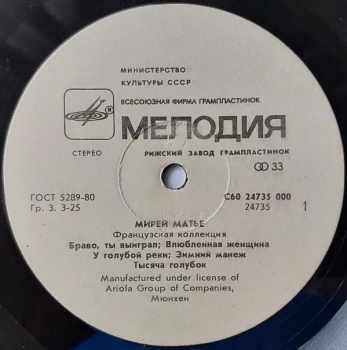 МИНИСТЕРСТВО
КУЛЬТУРЫ СССР
ВСЕСОЮЗНАЯ ФИРМА ГРАМПЛАСТИНОК
МЕЛОДИЯ
СТЕРЕО
РИЖСКИЙ ЗАВОД ГРАМПЛАСТИНОК
33
ГОСТ 5289-80
С60 24735 000
Гр. 3. 3-25
24735
1
МИРЕЙ МАТЬЕ
Французская коллекция
Браво, ты выиграл; Влюбленная женщина
У голубой реки; Зимний манеж
Тысяча голубок
Manufactured under license of
Ariola Group of Companies,
Мюнхен